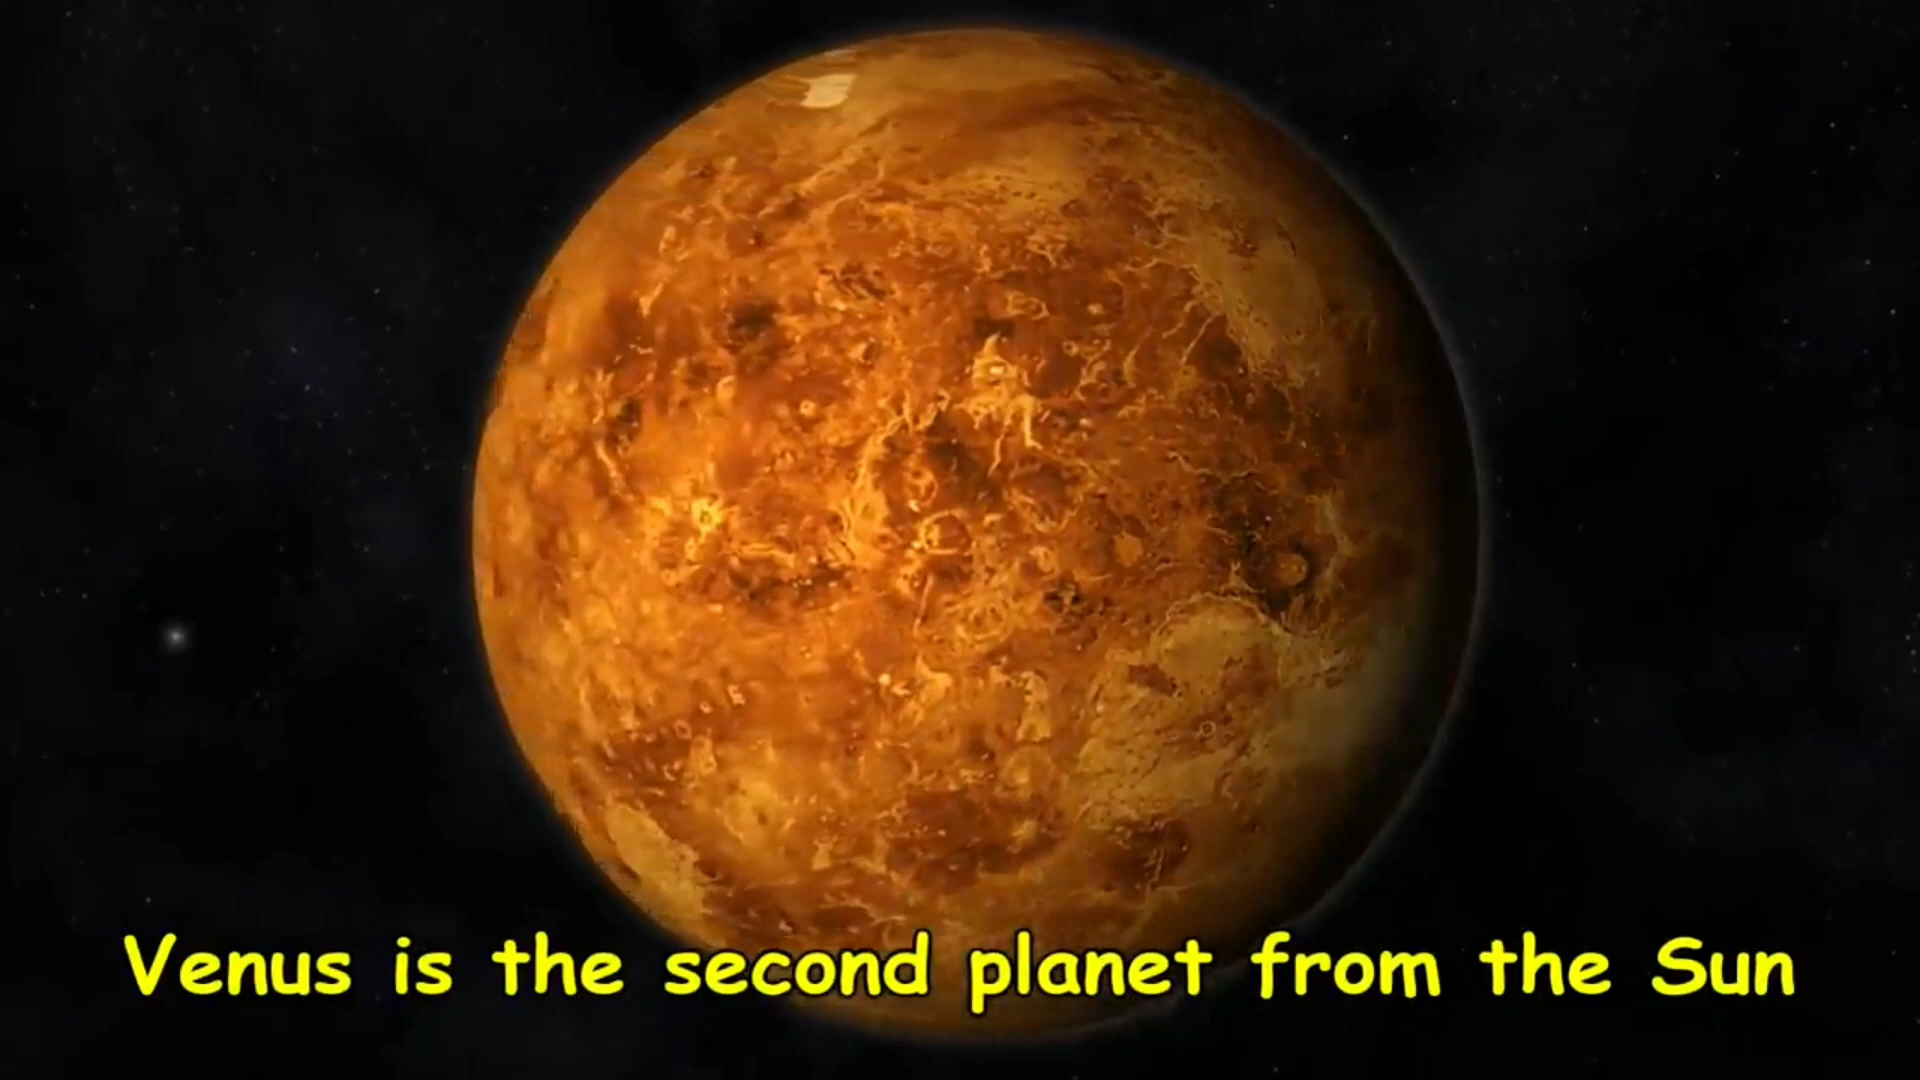 Venus is the second planet from the Sun